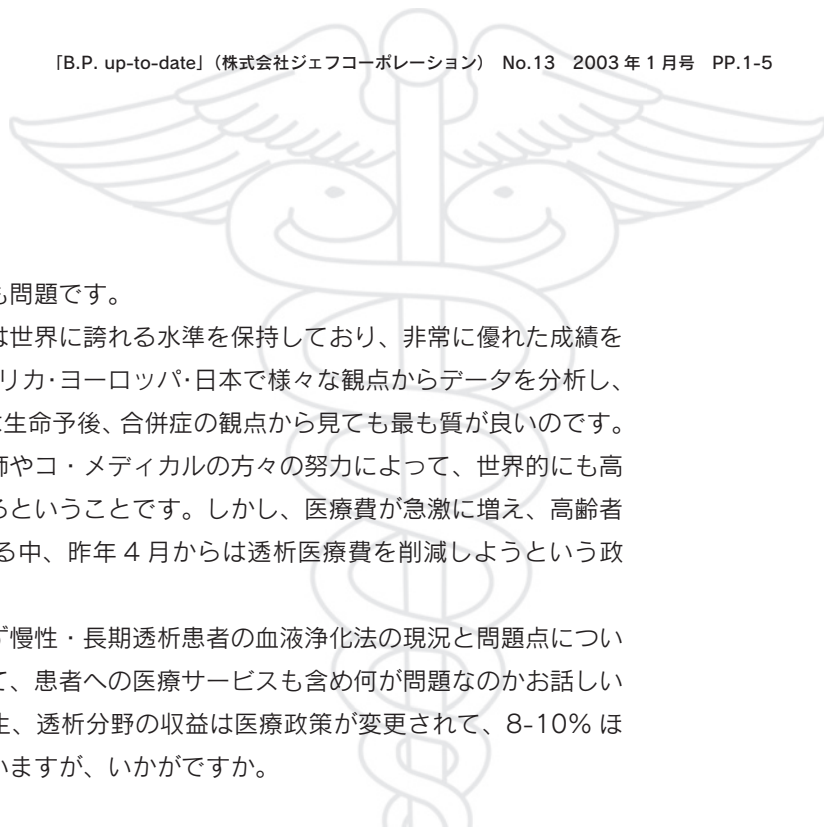 「B.P. up-to-date」（株式会社ジェフコーポレーション） No.13 2003年1月号 PP.1-5
も問題です。
は世界に誇れる水準を保持しており、非常に優れた成績を
リカ・ヨーロッパ・日本で様々な観点からデータを分析し、
生命予後、合併症の観点から見ても最も質が良いのです。
師やコ・メディカルの方々の努力によって、世界的にも高
るということです。しかし、医療費が急激に増え、高齢者
る中、昨年4月からは透析医療費を削減しようという政
ず慢性・長期透析患者の血液浄化法の現況と問題点につい
て、患者への医療サービスも含め何が問題なのかお話しい
生、透析分野の収益は医療政策が変更されて、8-10% ほ
いますが、いかがですか。